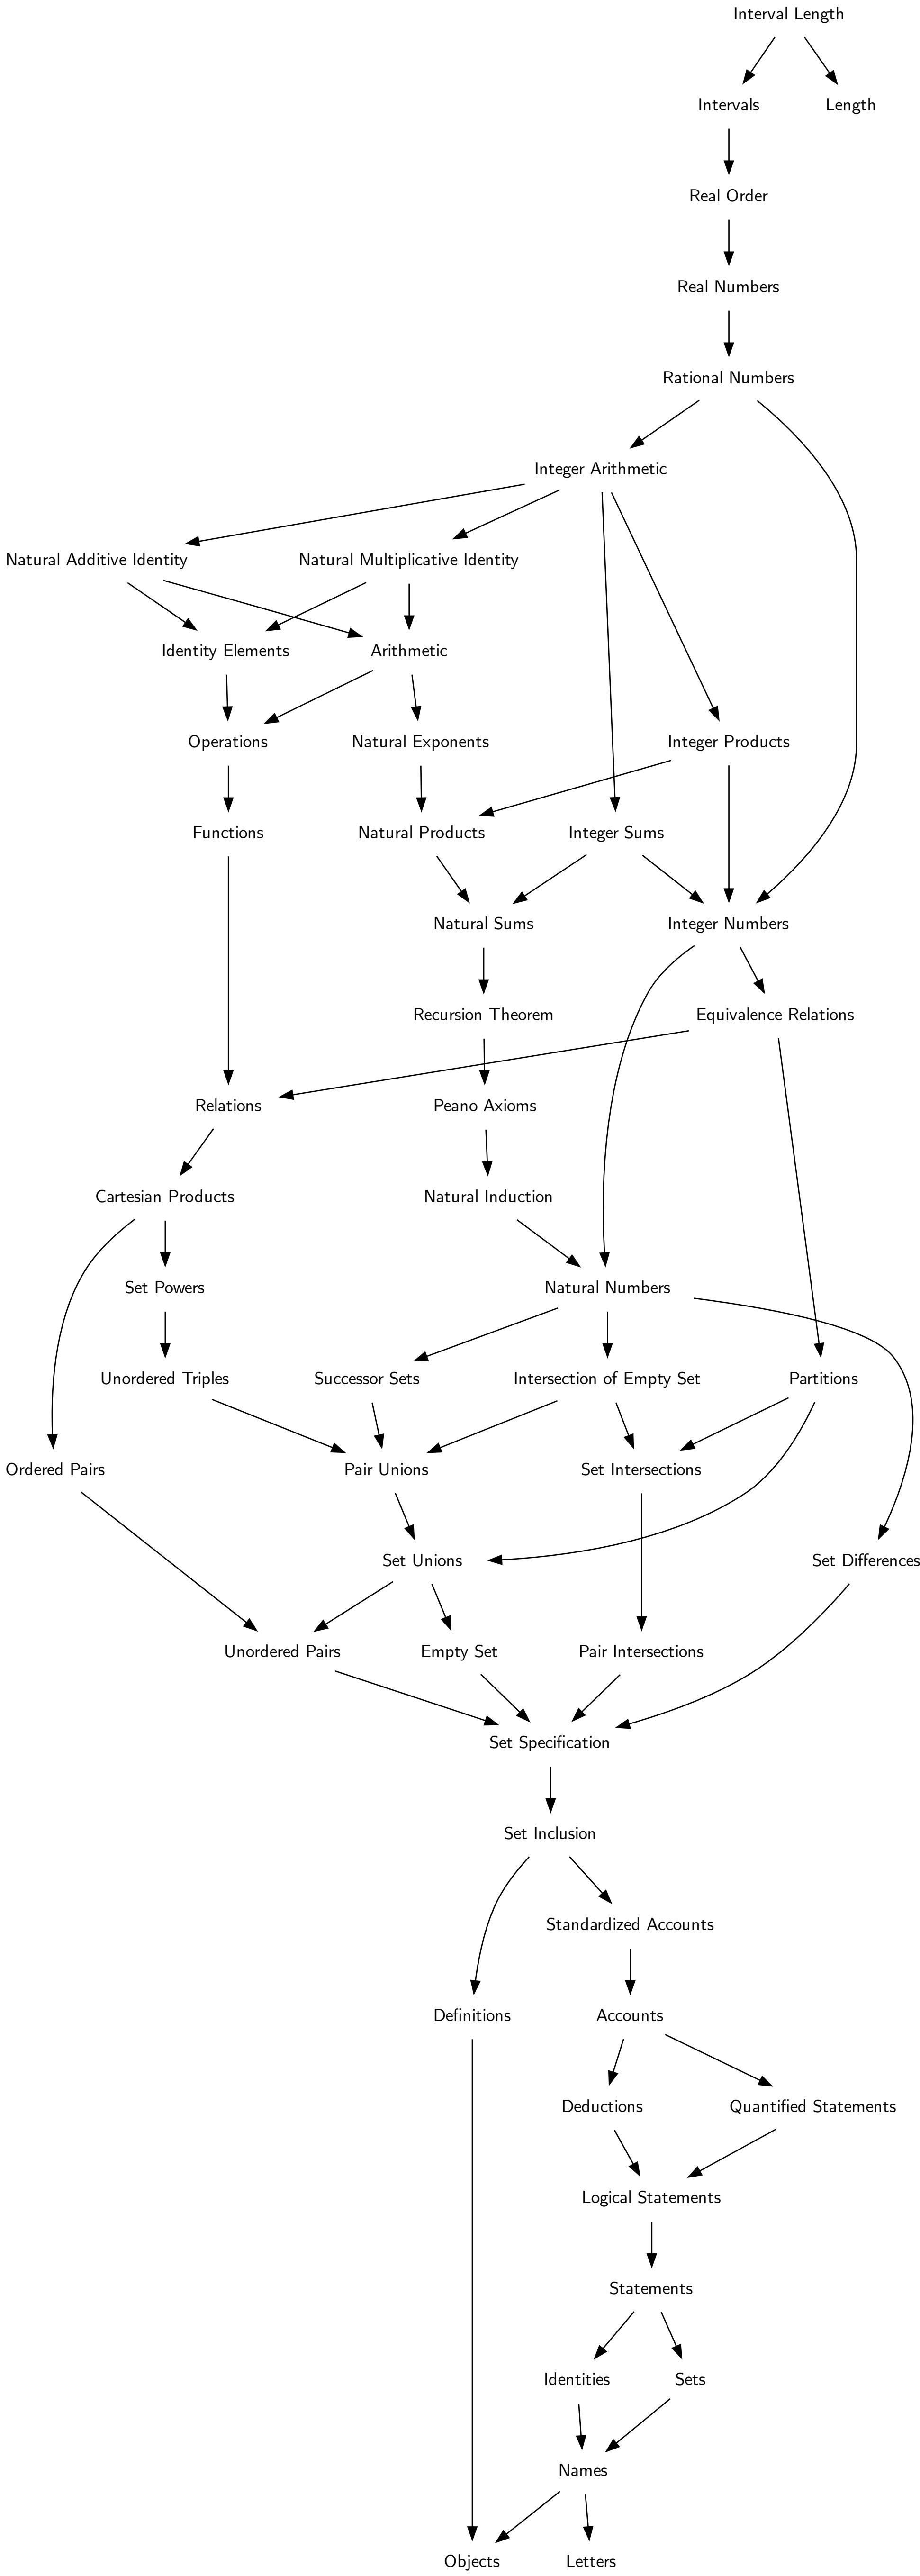 Interval Length
Intervals
Length
Real Order
Real Numbers
Rational Numbers
Integer Arithmetic
Natural Additive Identity
Natural Multiplicative Identity
Identity Elements
Arithmetic
Operations
Natural Exponents
Integer Products
Functions
Natural Products
Integer Sums
Natural Sums
Integer Numbers
Recursion Theorem
Equivalence Relations
Relations
Peano Axioms
Cartesian Products
Natural Induction
Set Powers
Natural Numbers
Unordered Triples
Successor Sets
Intersection of Empty Set
Partitions
Ordered Pairs
Pair Unions
Set Intersections
Set Unions
Set Differences
Unordered Pairs
Empty Set
Pair Intersections
Set Specification
Set Inclusion
Standardized Accounts
Definitions
Accounts
Deductions
Quantified Statements
Logical Statements
Statements
Identities
Sets
Names
Objects
Letters